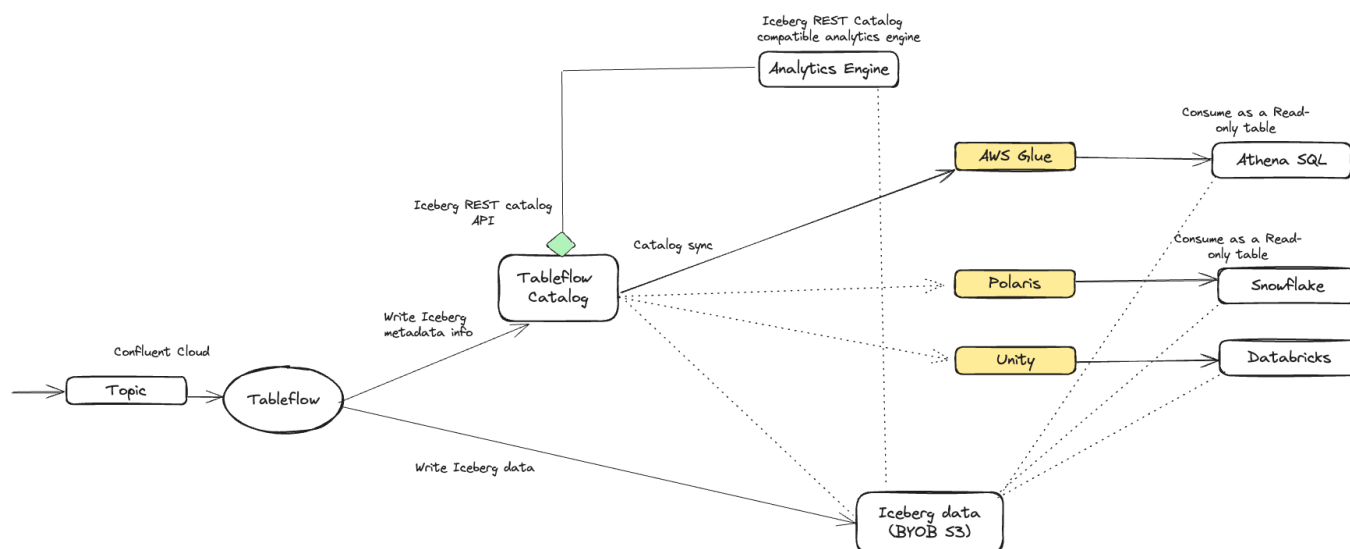 Iceberg REST Catalog
compatible analytics engine
Analytics Engine
Consume as a Read-
only table
AWS Glue
Athena SQL
Iceberg REST catalog
API
Catalog sync
Consume as a Read-
only table
Tableflow
Catalog
Polaris
Snowflake
Write Iceberg
metadata info
Confluent Cloud
Unity
Databricks
Topic
Tableflow
Write Iceberg data
Iceberg data
(BYOB S3)